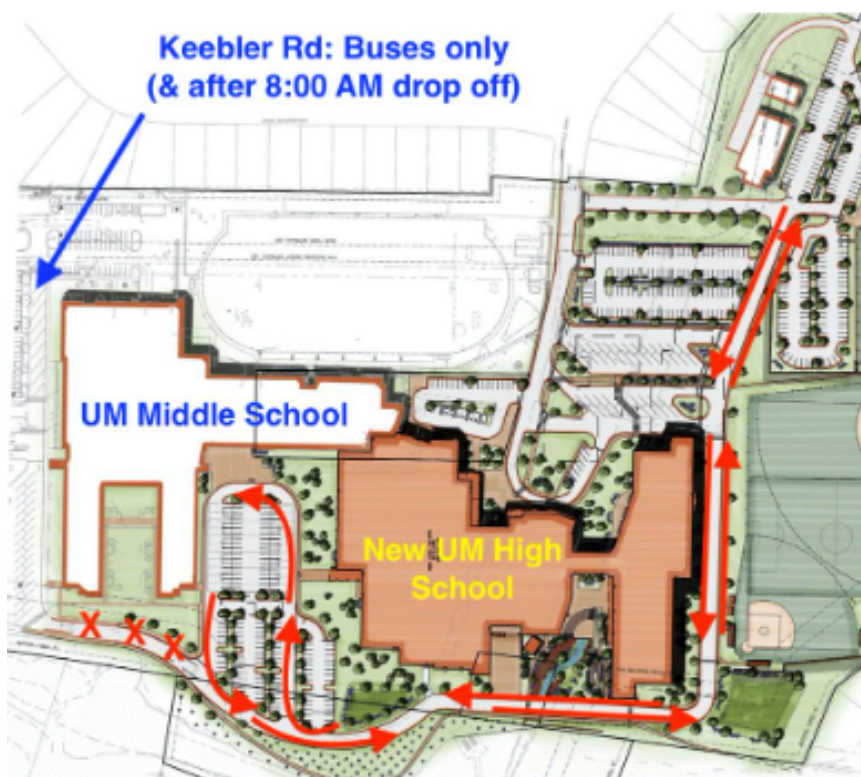 Keebler Rd: Buses only
(& after 8:00 AM drop off)
UM Middle School
New UM High
School
X X X